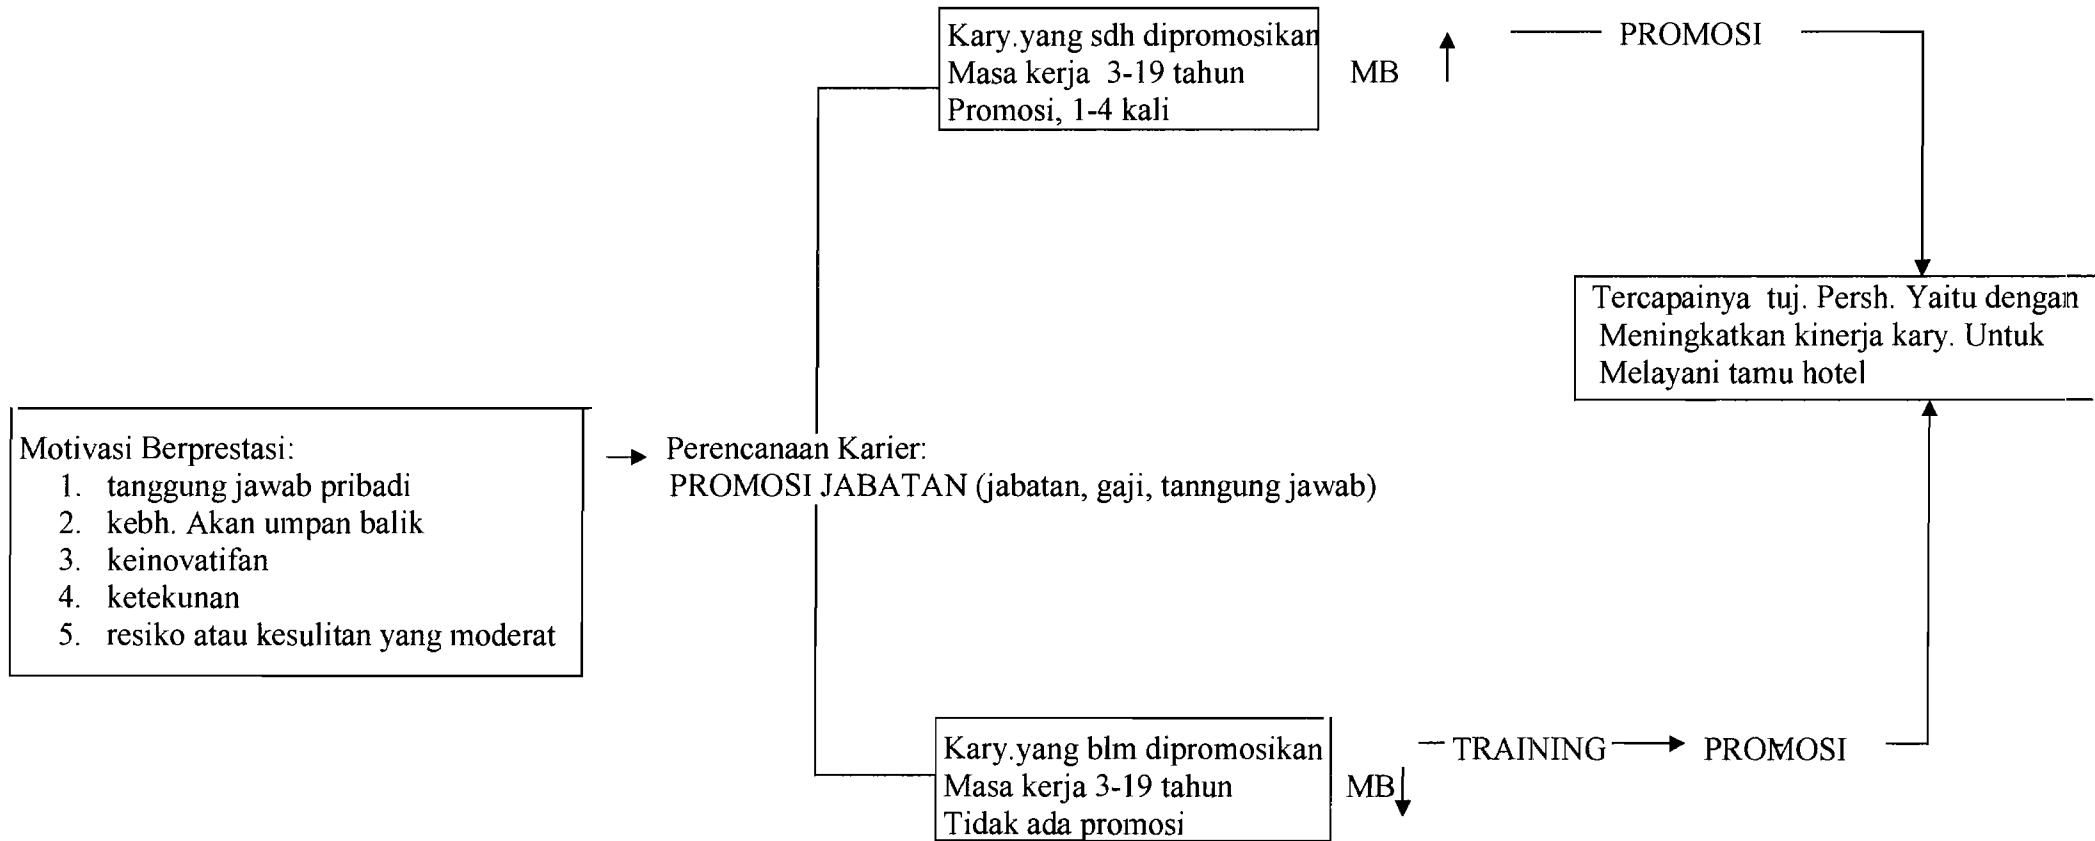 Kary.yang sdh dipromosikan
Masa kerja 3-19 tahun
Promosi, 1-4 kali
MB
PROMOSI
Tercapainya tuj. Persh. Yaitu dengan
Meningkatkan kinerja kary. Untuk
Melayani tamu hotel
Motivasi Berprestasi:
1. tanggung jawab pribadi
2. kebh. Akan umpan balik
3. keinovatifan
4. ketekunan
5. resiko atau kesulitan yang moderat
Perencanaan Karier:
PROMOSI JABATAN (jabatan, gaji, tanngung jawab)
Kary.yang blm dipromosikan
Masa kerja 3-19 tahun
Tidak ada promosi
MB
TRAINING
PROMOSI